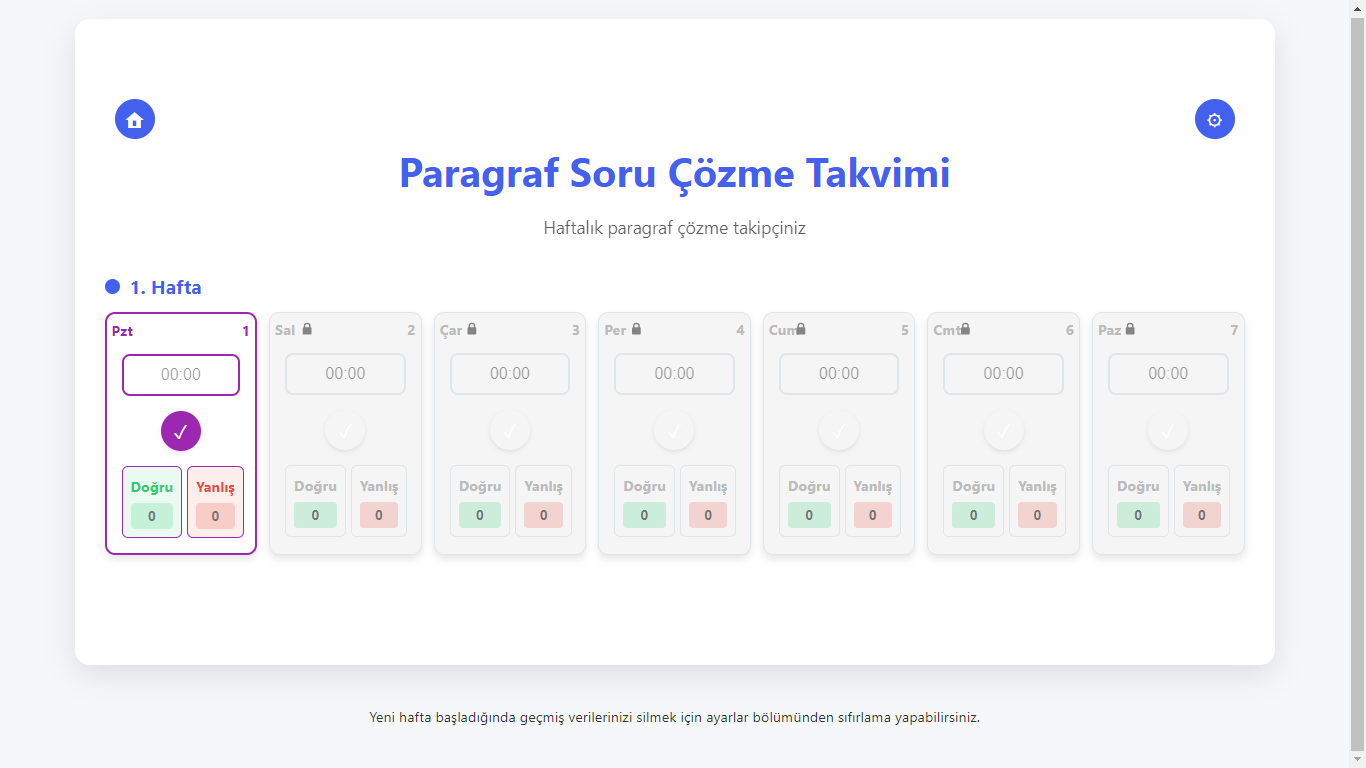 Paragraf Soru Çözme Takvimi
Haftalık paragraf çözme takipçiniz
1. Hafta
Pzt 1 Sal 2 Çar 3 Per 4 Cum 5 Cmt 6 Paz 7
00:00 00:00 00:00 00:00 00:00 00:00 00:00
Doğru Yanlış Doğru Yanlış Doğru Yanlış Doğru Yanlış Doğru Yanlış Doğru Yanlış Doğru Yanlış
0 0 0 0 0 0 0 0 0 0 0 0 0 0
Yeni hafta başladığında geçmiş verilerinizi silmek için ayarlar bölümünden sıfırlama yapabilirsiniz.